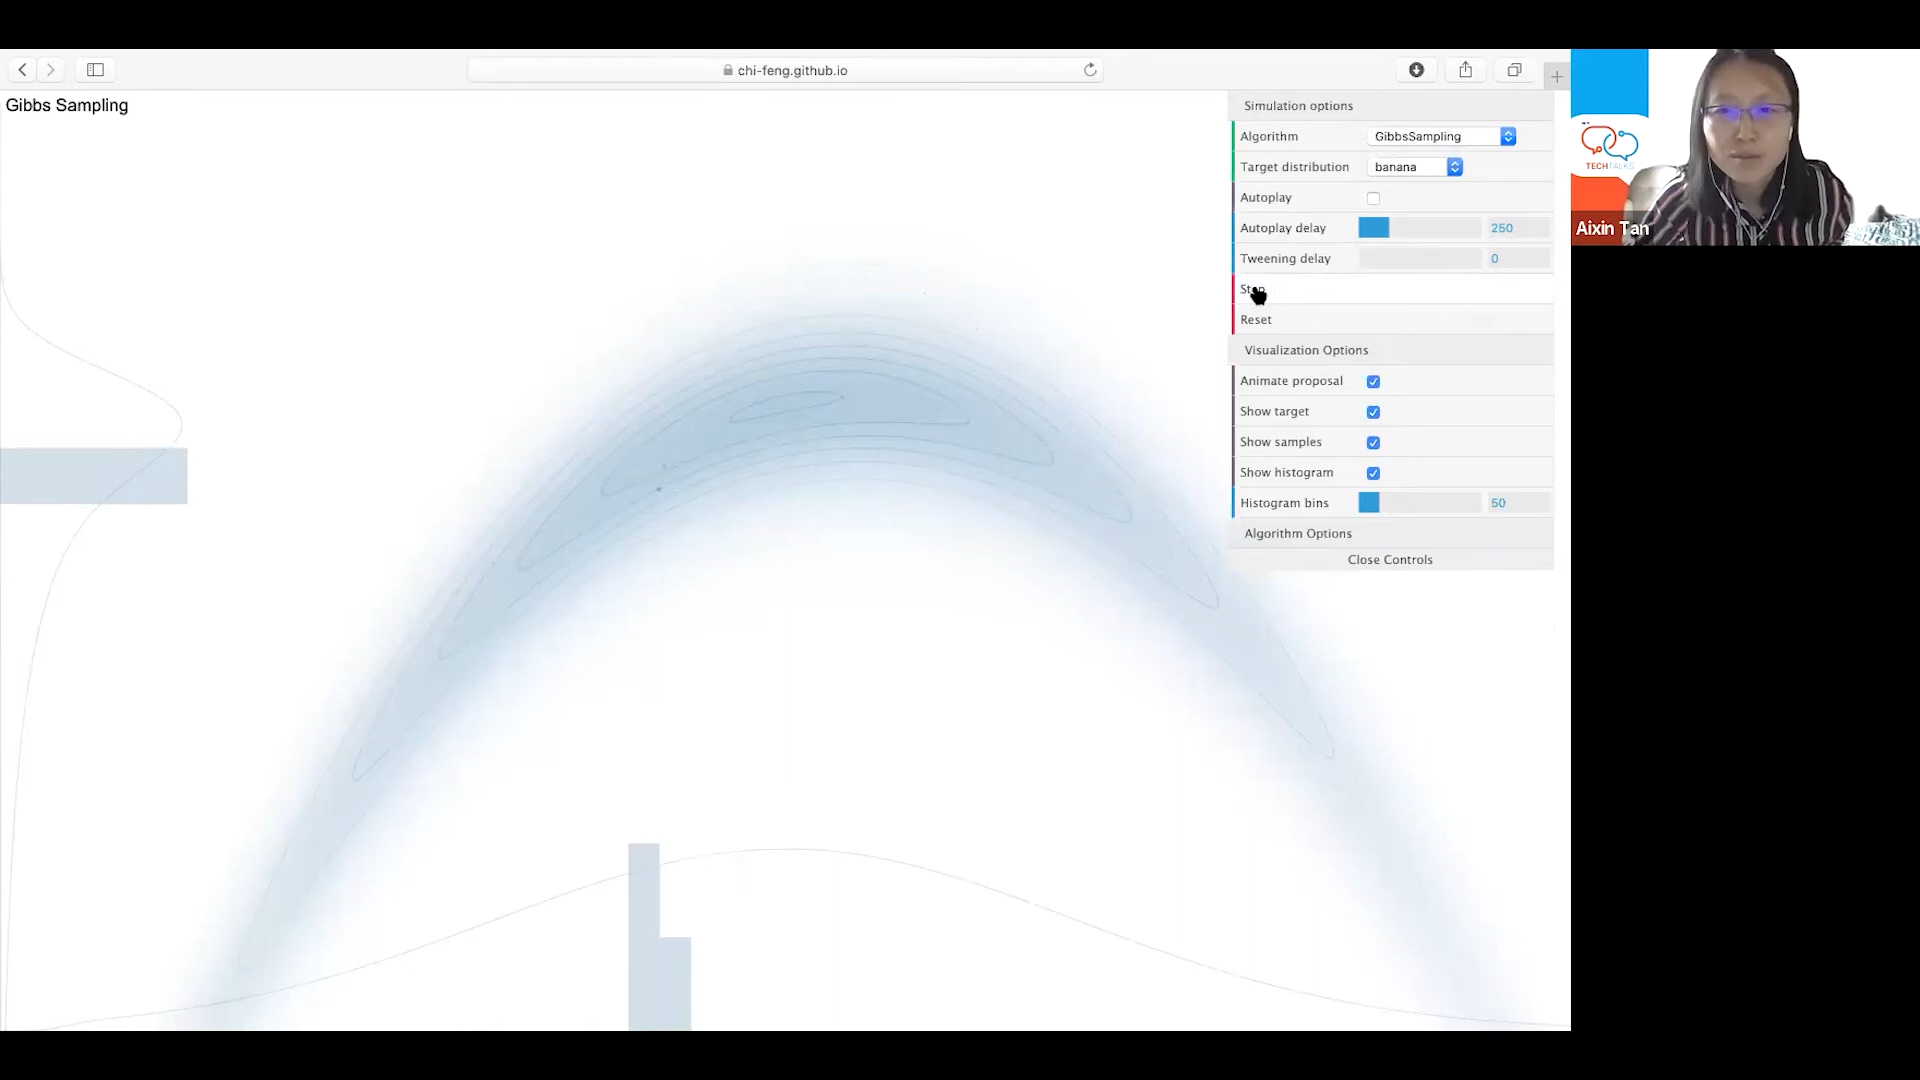 chi-feng.github.io
Gibbs Sampling
Simulation options
Algorithm GibbsSampling
Target distribution banana
Autoplay
Autoplay delay 250
Tweening delay 0
Step
Reset
Visualization Options
Animate proposal
Show target
Show samples
Show histogram
Histogram bins 50
Algorithm Options
Close Controls
TECHTALKS
Aixin Tan